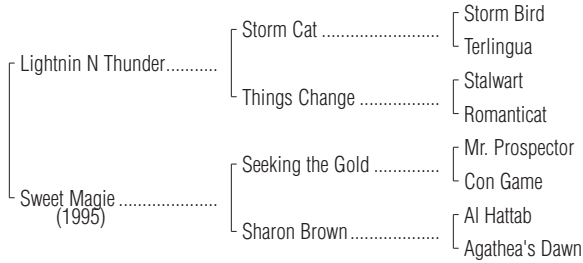 Storm Bird
Storm Cat ...........................
Terlingua
Lightnin N Thunder...........
Stalwart
Things Change ..................
Romanticat
Mr. Prospector
Seeking the Gold ..............
Con Game
Sweet Magie .....................
(1995)
Al Hattab
Sharon Brown....................
Agathea's Dawn